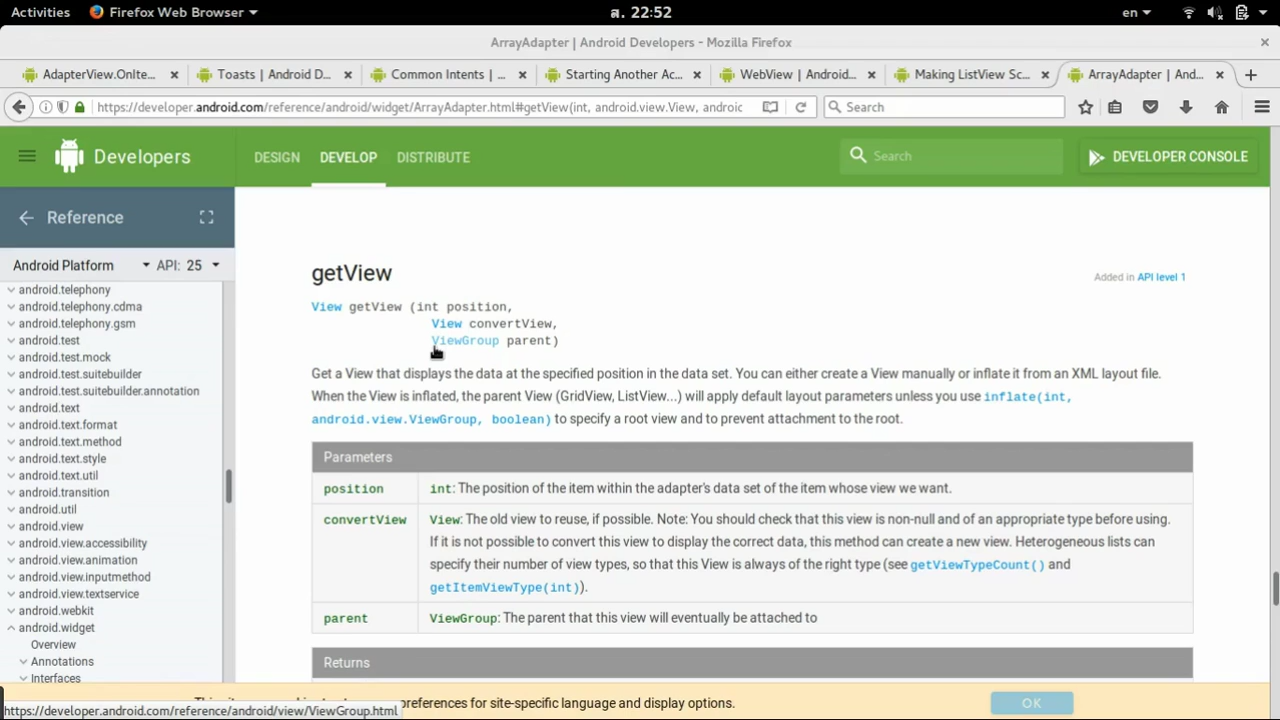 Activities Firefox Web Browser ส. 22:52 en
ArrayAdapter | Android Developers - Mozilla Firefox
AdapterView.OnIte... Toasts | Android D... Common Intents | ... Starting Another Ac... WebView | Android... Making ListView Sc... ArrayAdapter | And...
https://developer.android.com/reference/android/widget/ArrayAdapter.html#getView(int, android.view.View, androic Search
Developers DESIGN DEVELOP DISTRIBUTE Search DEVELOPER CONSOLE
Reference
Android Platform API: 25
android.telephony
android.telephony.cdma
android.telephony.gsm
android.test
android.test.mock
android.test.suitebuilder
android.test.suitebuilder.annotation
android.text
android.text.format
android.text.method
android.text.style
android.text.util
android.transition
android.util
android.view
android.view.accessibility
android.view.animation
android.view.inputmethod
android.view.textservice
android.webkit
android.widget
Overview
Annotations
Interfaces
getView
Added in API level 1
View getView (int position,
View convertView,
ViewGroup parent)
Get a View that displays the data at the specified position in the data set. You can either create a View manually or inflate it from an XML layout file.
When the View is inflated, the parent View (GridView, ListView...) will apply default layout parameters unless you use inflate(int,
android.view.ViewGroup, boolean) to specify a root view and to prevent attachment to the root.
Parameters
position int: The position of the item within the adapter's data set of the item whose view we want.
convertView View: The old view to reuse, if possible. Note: You should check that this view is non-null and of an appropriate type before using.
If it is not possible to convert this view to display the correct data, this method can create a new view. Heterogeneous lists can
specify their number of view types, so that this View is always of the right type (see getViewTypeCount() and
getItemViewType(int)).
parent ViewGroup: The parent that this view will eventually be attached to
Returns
preferences for site-specific language and display options. OK
https://developer.android.com/reference/android/view/ViewGroup.html